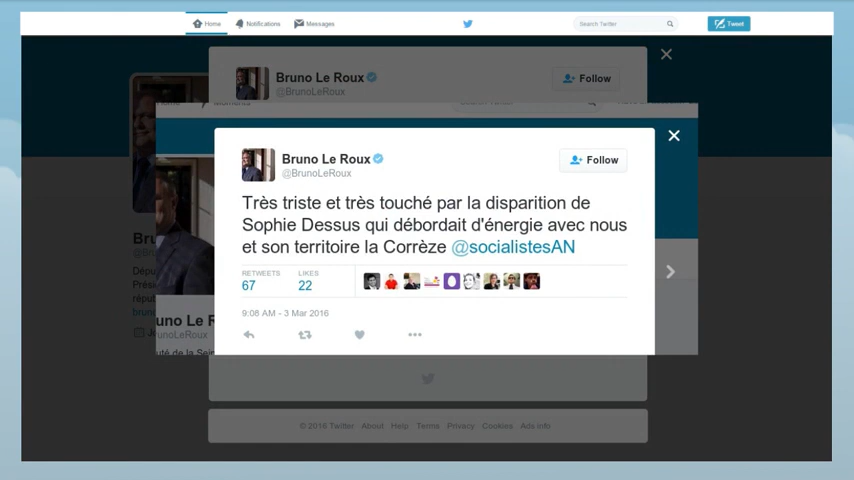 Home Notifications Messages Search Twitter Tweet
Bruno Le Roux
@BrunoLeRoux
Follow
Bruno Le Roux
@BrunoLeRoux
Follow
Très triste et très touché par la disparition de
Sophie Dessus qui débordait d'énergie avec nous
et son territoire la Corrèze @socialistesAN
RETWEETS LIKES
67 22
9:08 AM - 3 Mar 2016
© 2016 Twitter About Help Terms Privacy Cookies Ads info